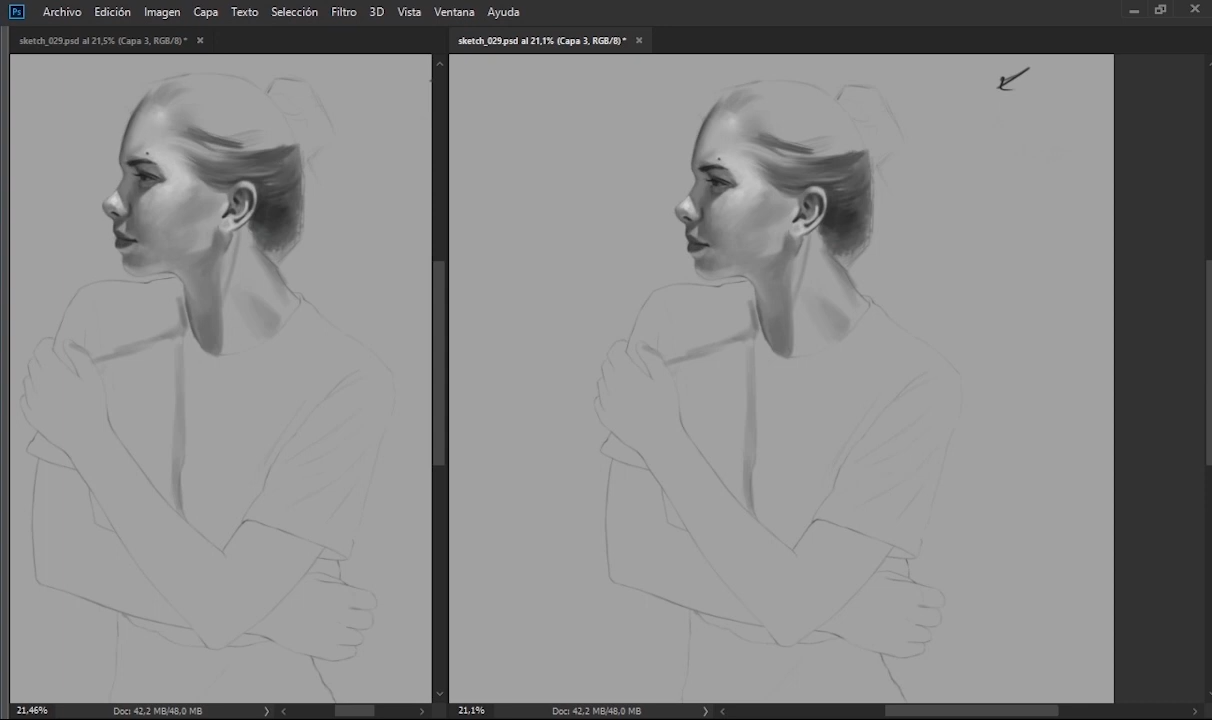 Ps Archivo Edición Imagen Capa Texto Selección Filtro 3D Vista Ventana Ayuda
sketch_029.psd al 21,5% (Capa 3, RGB/8) * × sketch_029.psd al 21,1% (Capa 3, RGB/8) * ×
21,46% Doc: 42,2 MB/48,0 MB 21,1% Doc: 42,2 MB/48,0 MB